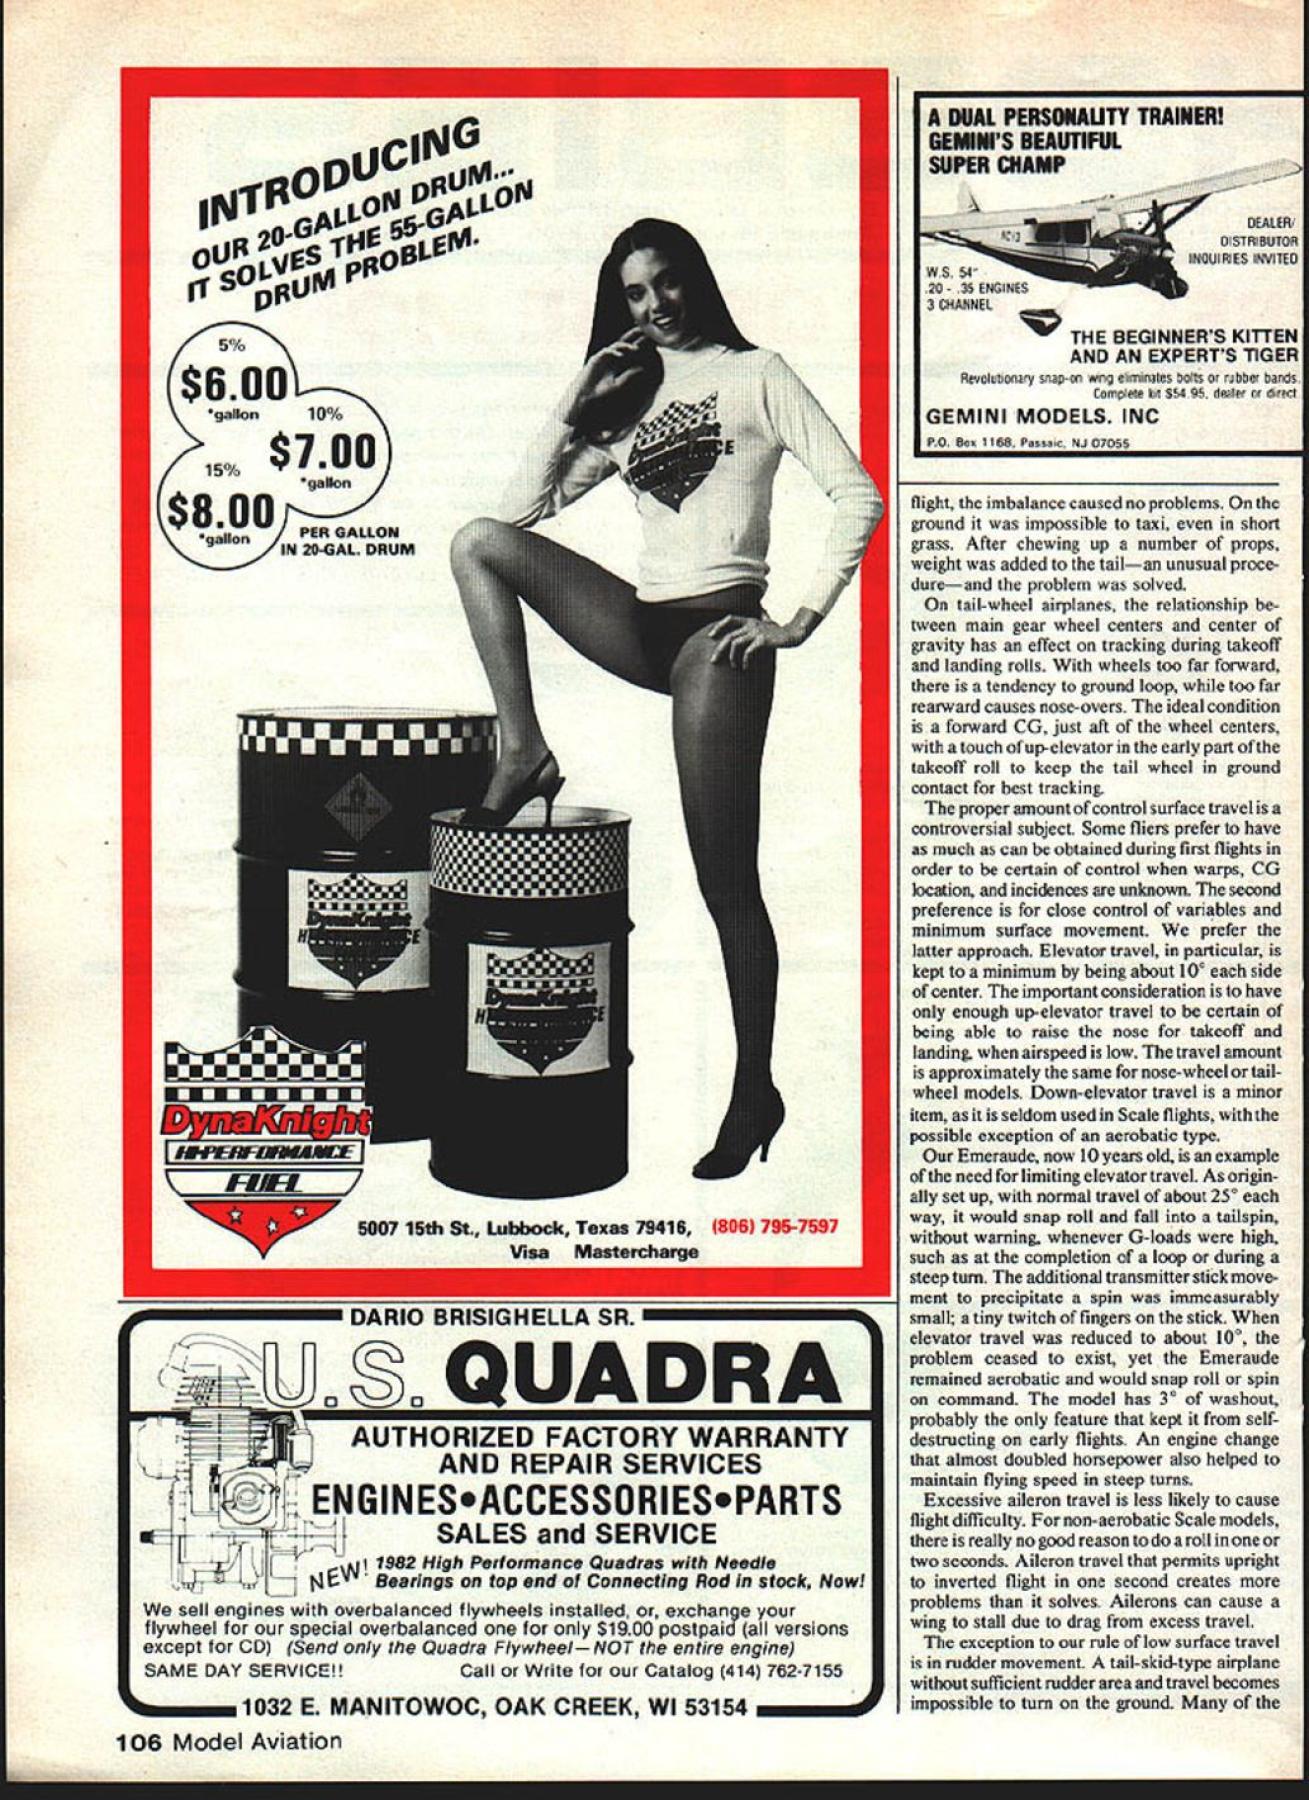 INTRODUCING
OUR 20-GALLON DRUM...
IT SOLVES THE 55-GALLON
DRUM PROBLEM.
5%
$6.00
*gallon
10%
$7.00
*gallon
15%
$8.00
*gallon
PER GALLON
IN 20-GAL. DRUM
DynaKnight
DynaKnight
DynaKnight
DynaKnight
HI-PERFORMANCE
FUEL
5007 15th St., Lubbock, Texas 79416, (806) 795-7597
Visa Mastercharge
DARIO BRISIGHELLA SR.
U.S. QUADRA
AUTHORIZED FACTORY WARRANTY
AND REPAIR SERVICES
ENGINES•ACCESSORIES•PARTS
SALES and SERVICE
NEW! 1982 High Performance Quadras with Needle
Bearings on top end of Connecting Rod in stock, Now!
We sell engines with overbalanced flywheels installed, or, exchange your
flywheel for our special overbalanced one for only $19.00 postpaid (all versions
except for CD) (Send only the Quadra Flywheel—NOT the entire engine)
SAME DAY SERVICE!! Call or Write for our Catalog (414) 762-7155
1032 E. MANITOWOC, OAK CREEK, WI 53154
106 Model Aviation
A DUAL PERSONALITY TRAINER!
GEMINI'S BEAUTIFUL
SUPER CHAMP
DEALER/
DISTRIBUTOR
INQUIRIES INVITED
W.S. 54"
.20 - .35 ENGINES
3 CHANNEL
THE BEGINNER'S KITTEN
AND AN EXPERT'S TIGER
Revolutionary snap-on wing eliminates bolts or rubber bands.
Complete kit $54.95, dealer or direct
GEMINI MODELS, INC
P.O. Box 1168, Passaic, NJ 07055
flight, the imbalance caused no problems. On the
ground it was impossible to taxi, even in short
grass. After chewing up a number of props,
weight was added to the tail—an unusual proce-
dure—and the problem was solved.
On tail-wheel airplanes, the relationship be-
tween main gear wheel centers and center of
gravity has an effect on tracking during takeoff
and landing rolls. With wheels too far forward,
there is a tendency to ground loop, while too far
rearward causes nose-overs. The ideal condition
is a forward CG, just aft of the wheel centers,
with a touch of up-elevator in the early part of the
takeoff roll to keep the tail wheel in ground
contact for best tracking.
The proper amount of control surface travel is a
controversial subject. Some fliers prefer to have
as much as can be obtained during first flights in
order to be certain of control when warps, CG
location, and incidences are unknown. The second
preference is for close control of variables and
minimum surface movement. We prefer the
latter approach. Elevator travel, in particular, is
kept to a minimum by being about 10° each side
of center. The important consideration is to have
only enough up-elevator travel to be certain of
being able to raise the nose for takeoff and
landing, when airspeed is low. The travel amount
is approximately the same for nose-wheel or tail-
wheel models. Down-elevator travel is a minor
item, as it is seldom used in Scale flights, with the
possible exception of an aerobatic type.
Our Emeraude, now 10 years old, is an example
of the need for limiting elevator travel. As origin-
ally set up, with normal travel of about 25° each
way, it would snap roll and fall into a tailspin,
without warning, whenever G-loads were high,
such as at the completion of a loop or during a
steep turn. The additional transmitter stick move-
ment to precipitate a spin was immeasurably
small; a tiny twitch of fingers on the stick. When
elevator travel was reduced to about 10°, the
problem ceased to exist, yet the Emeraude
remained aerobatic and would snap roll or spin
on command. The model has 3° of washout,
probably the only feature that kept it from self-
destructing on early flights. An engine change
that almost doubled horsepower also helped to
maintain flying speed in steep turns.
Excessive aileron travel is less likely to cause
flight difficulty. For non-aerobatic Scale models,
there is really no good reason to do a roll in one or
two seconds. Aileron travel that permits upright
to inverted flight in one second creates more
problems than it solves. Ailerons can cause a
wing to stall due to drag from excess travel.
The exception to our rule of low surface travel
is in rudder movement. A tail-skid-type airplane
without sufficient rudder area and travel becomes
impossible to turn on the ground. Many of the